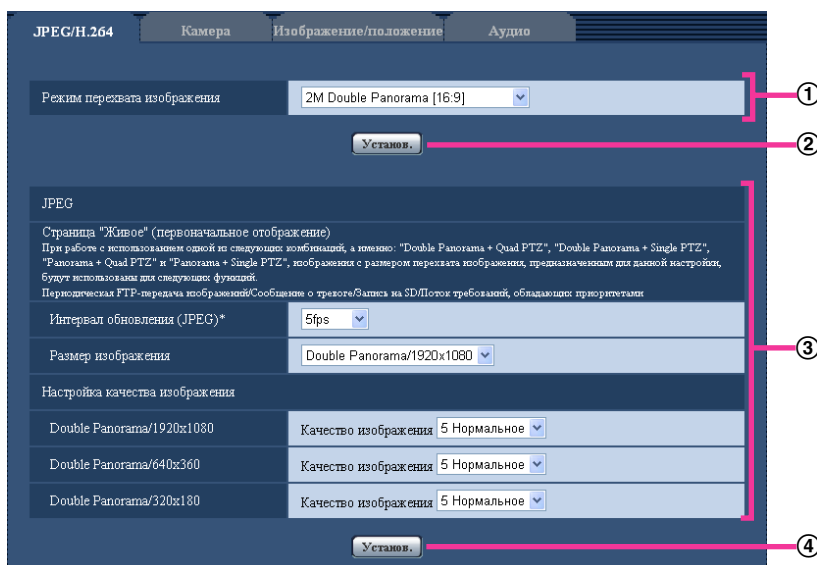 JPEG/H.264 Камера Изображение/положение Аудио
Режим перехвата изображения 2M Double Panorama [16:9] ①
Установ. ②
JPEG
Страница "Живое" (первоначальное отображение)
При работе с использованием одной из следующих комбинаций, а именно: "Double Panorama + Quad PTZ", "Double Panorama + Single PTZ",
"Panorama + Quad PTZ" и "Panorama + Single PTZ", изображения с размером перехвата изображения, предназначенным для данной настройки,
будут использованы для следующих функций.
Периодическая FTP-передача изображений/Сообщение о тревоге/Запись на SD/Поток требований, обладающих приоритетами
Интервал обновления (JPEG)* 5fps
Размер изображения Double Panorama/1920x1080 ③
Настройка качества изображения
Double Panorama/1920x1080 Качество изображения 5 Нормальное
Double Panorama/640x360 Качество изображения 5 Нормальное
Double Panorama/320x180 Качество изображения 5 Нормальное
Установ. ④